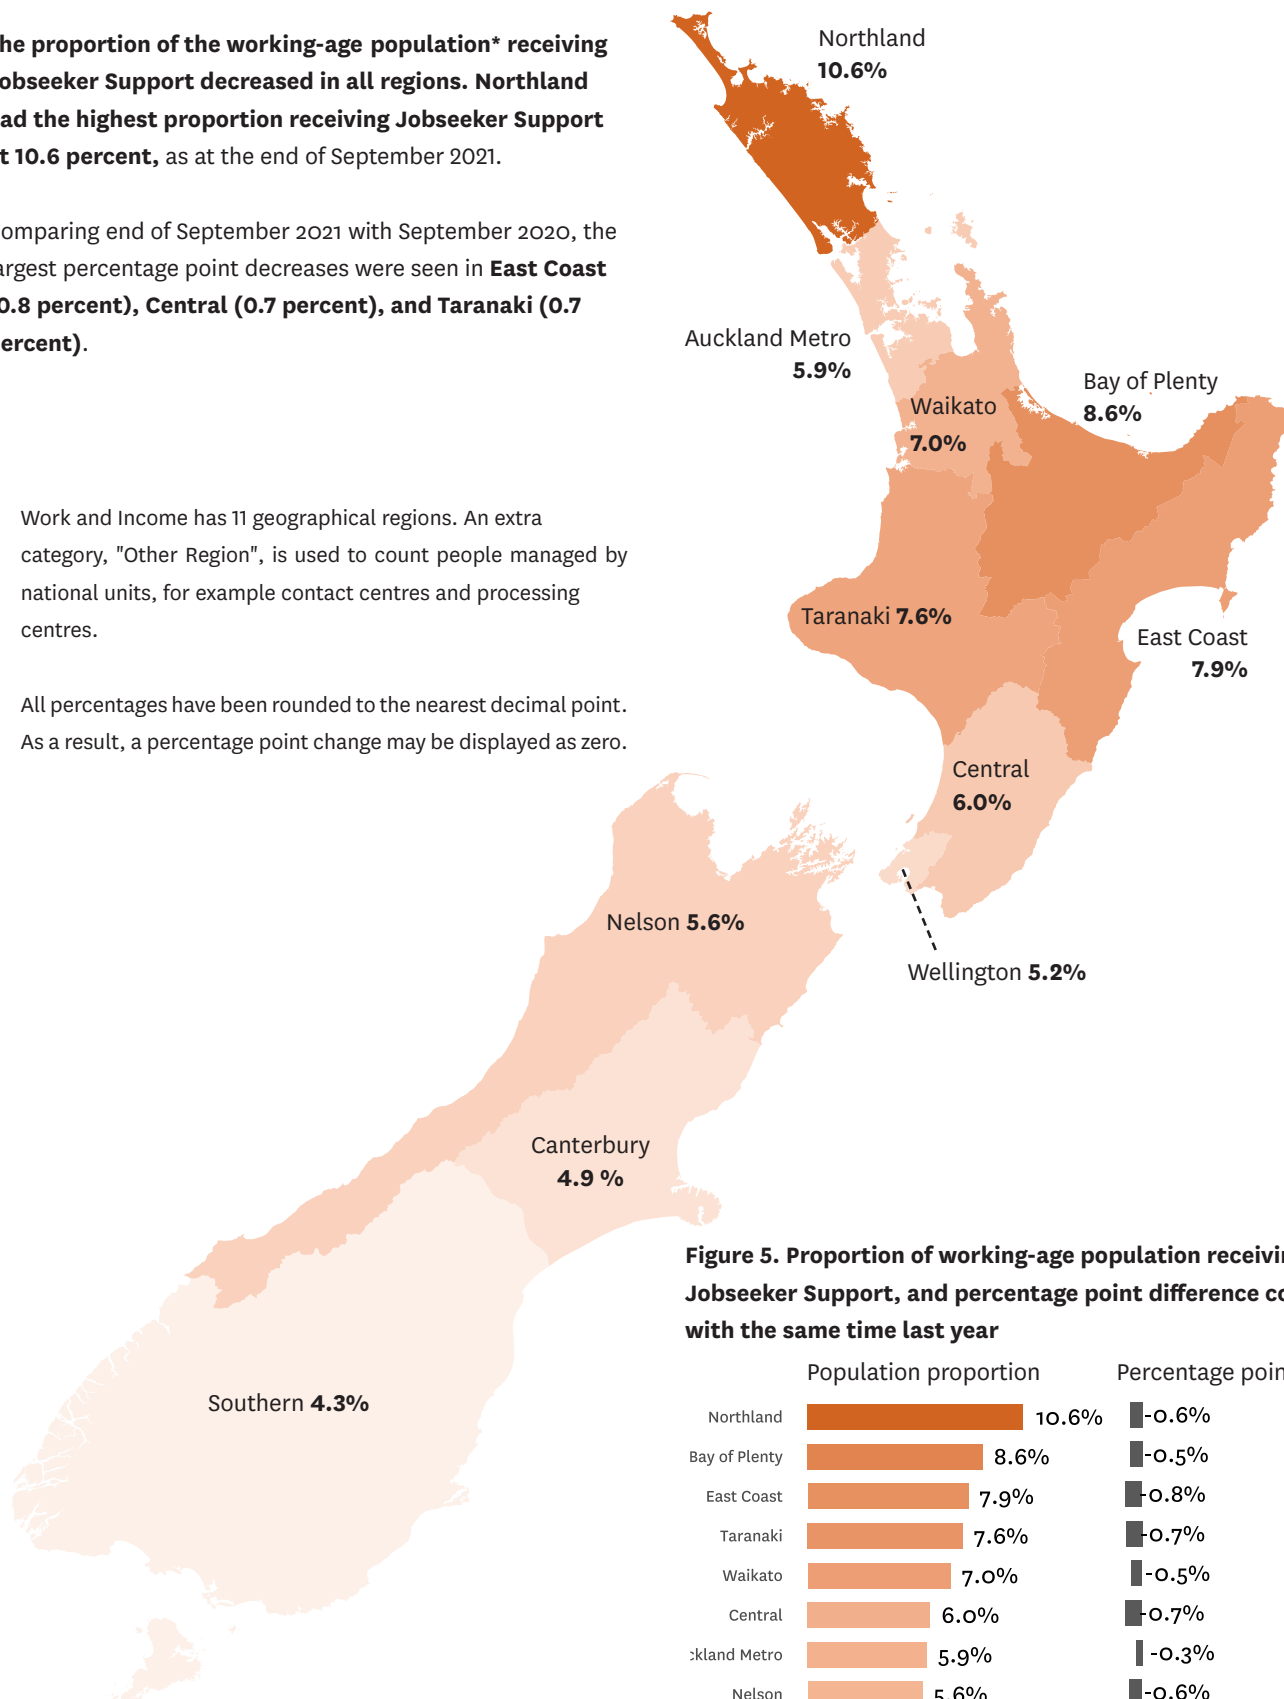 he proportion of the working-age population* receiving
obseeker Support decreased in all regions. Northland
ad the highest proportion receiving Jobseeker Support
t 10.6 percent, as at the end of September 2021.
omparing end of September 2021 with September 2020, the
argest percentage point decreases were seen in East Coast
0.8 percent), Central (0.7 percent), and Taranaki (0.7
ercent).
Work and Income has 11 geographical regions. An extra
category, "Other Region", is used to count people managed by
national units, for example contact centres and processing
centres.
All percentages have been rounded to the nearest decimal point.
As a result, a percentage point change may be displayed as zero.
Northland
10.6%
Auckland Metro
5.9%
Waikato
7.0%
Bay of Plenty
8.6%
Taranaki 7.6%
East Coast
7.9%
Central
6.0%
Wellington 5.2%
Nelson 5.6%
Canterbury
4.9 %
Southern 4.3%
Figure 5. Proportion of working-age population receivin
Jobseeker Support, and percentage point difference co
with the same time last year
Population proportion Percentage poin
Northland 10.6% -0.6%
Bay of Plenty 8.6% -0.5%
East Coast 7.9% -0.8%
Taranaki 7.6% -0.7%
Waikato 7.0% -0.5%
Central 6.0% -0.7%
ckland Metro 5.9% -0.3%
Nelson 5.6% -0.6%